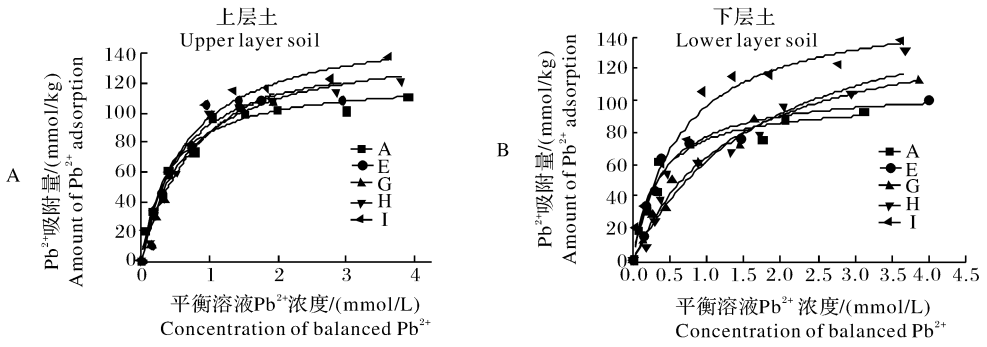 上层土
Upper layer soil
A
Pb²⁺吸附量/(mmol/kg)
Amount of Pb²⁺ adsorption
140
120
100
80
60
40
20
0
A
E
G
H
I
0
1
2
3
4
平衡溶液Pb²⁺浓度/(mmol/L)
Concentration of balanced Pb²⁺
下层土
Lower layer soil
B
Pb²⁺吸附量/(mmol/kg)
Amount of Pb²⁺ adsorption
140
120
100
80
60
40
20
0
A
E
G
H
I
0.0 0.5 1.0 1.5 2.0 2.5 3.0 3.5 4.0 4.5
平衡溶液Pb²⁺ 浓度/(mmol/L)
Concentration of balanced Pb²⁺